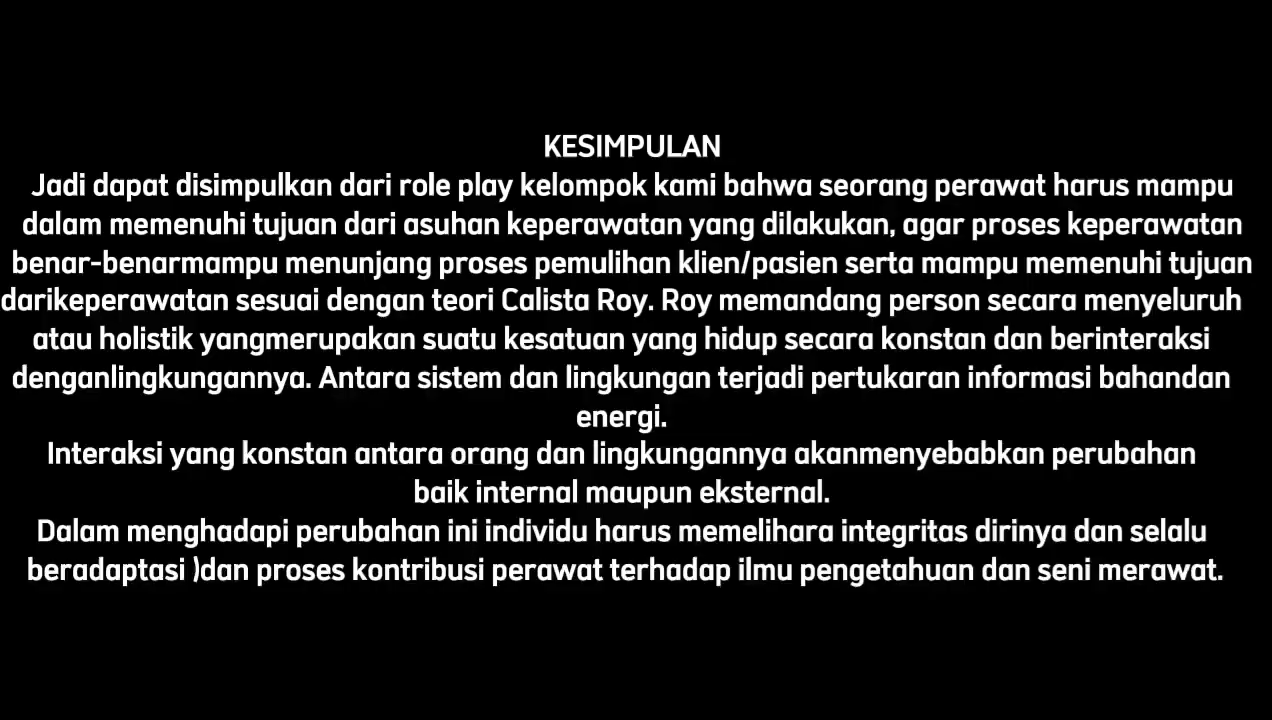 KESIMPULAN
Jadi dapat disimpulkan dari role play kelompok kami bahwa seorang perawat harus mampu
dalam memenuhi tujuan dari asuhan keperawatan yang dilakukan, agar proses keperawatan
benar-benarmampu menunjang proses pemulihan klien/pasien serta mampu memenuhi tujuan
darikeperawatan sesuai dengan teori Calista Roy. Roy memandang person secara menyeluruh
atau holistik yangmerupakan suatu kesatuan yang hidup secara konstan dan berinteraksi
denganlingkungannya. Antara sistem dan lingkungan terjadi pertukaran informasi bahandan
energi.
Interaksi yang konstan antara orang dan lingkungannya akanmenyebabkan perubahan
baik internal maupun eksternal.
Dalam menghadapi perubahan ini individu harus memelihara integritas dirinya dan selalu
beradaptasi )dan proses kontribusi perawat terhadap ilmu pengetahuan dan seni merawat.